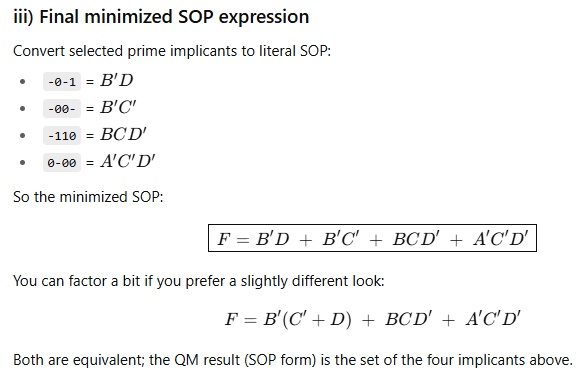 iii) Final minimized SOP expression
Convert selected prime implicants to literal SOP:
• -0-1 = B′D
• -00- = B′C′
• -110 = BCD′
• 0-00 = A′C′D′
So the minimized SOP:
F = B′D + B′C′ + BCD′ + A′C′D′
You can factor a bit if you prefer a slightly different look:
F = B′(C′ + D) + BCD′ + A′C′D′
Both are equivalent; the QM result (SOP form) is the set of the four implicants above.